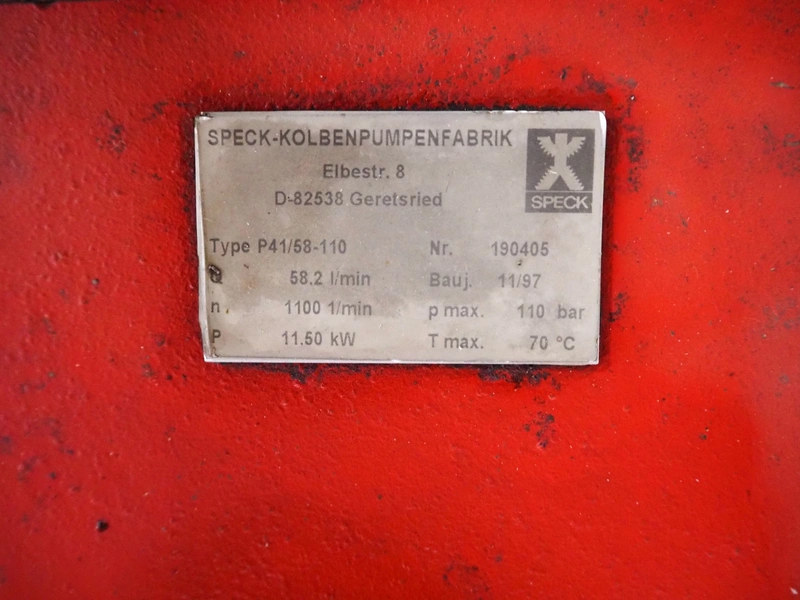 SPECK-KOLBENPUMPENFABRIK
Elbestr. 8
D-82538 Geretsried
SPECK
Type P41/58-110 Nr. 190405
Q 58.2 l/min Bauj. 11/97
n 1100 1/min p max. 110 bar
P 11.50 kW T max. 70 °C